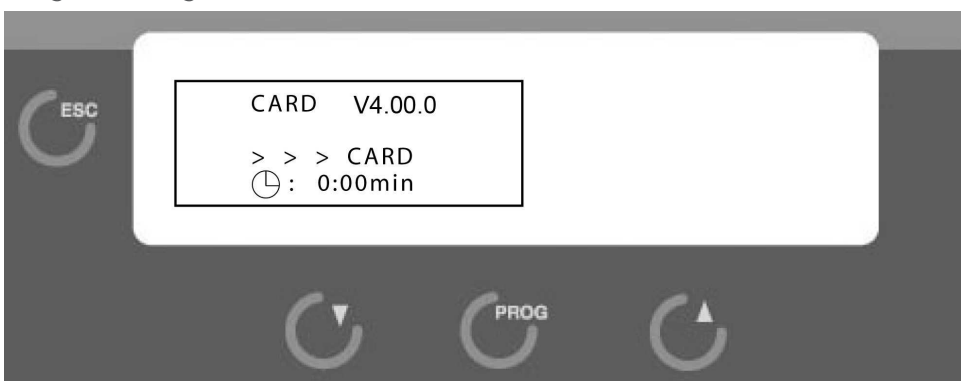 ESC
CARD V4.00.0
> > > CARD
: 0:00min
▼ PROG ▲